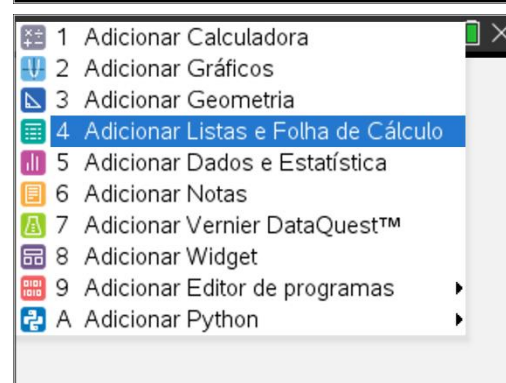 1 Adicionar Calculadora
2 Adicionar Gráficos
3 Adicionar Geometria
4 Adicionar Listas e Folha de Cálculo
5 Adicionar Dados e Estatística
6 Adicionar Notas
7 Adicionar Vernier DataQuest™
8 Adicionar Widget
9 Adicionar Editor de programas
A Adicionar Python